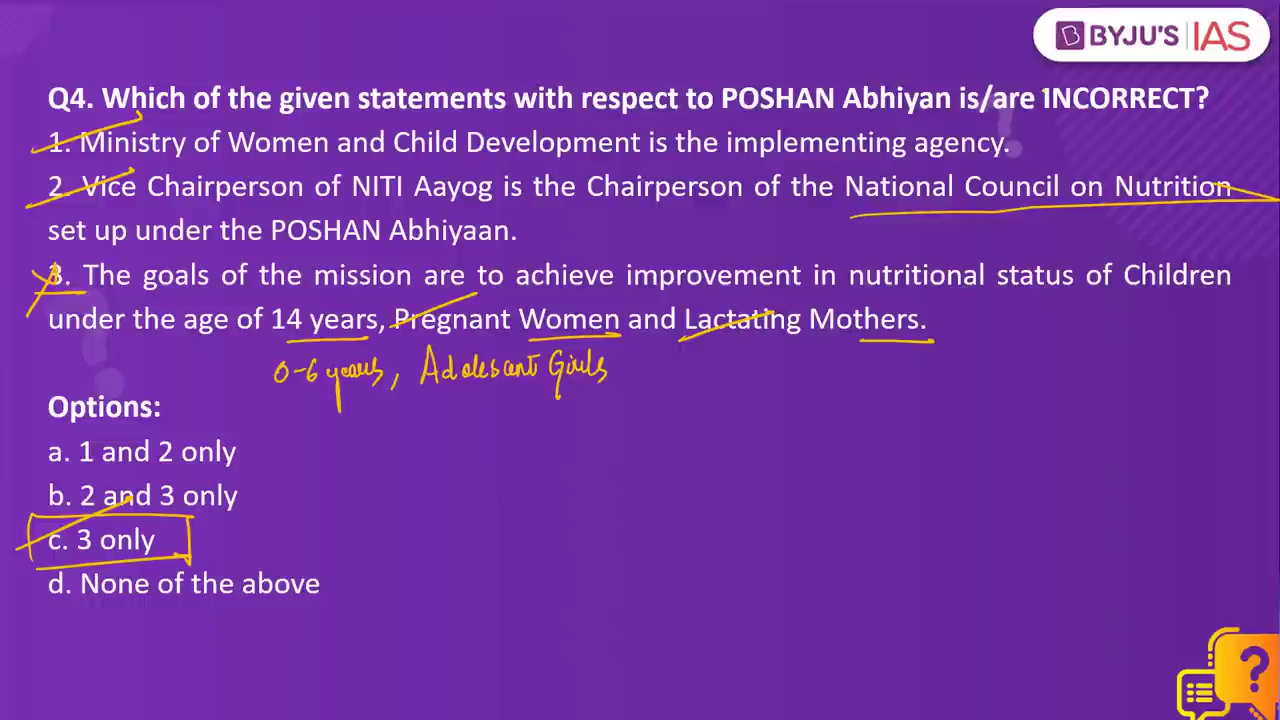 BYJU'S IAS
Q4. Which of the given statements with respect to POSHAN Abhiyan is/are INCORRECT?
1. Ministry of Women and Child Development is the implementing agency.
2. Vice Chairperson of NITI Aayog is the Chairperson of the National Council on Nutrition
set up under the POSHAN Abhiyaan.
3. The goals of the mission are to achieve improvement in nutritional status of Children
under the age of 14 years, Pregnant Women and Lactating Mothers.
0-6 years, Adolescent Girls
Options:
a. 1 and 2 only
b. 2 and 3 only
c. 3 only
d. None of the above